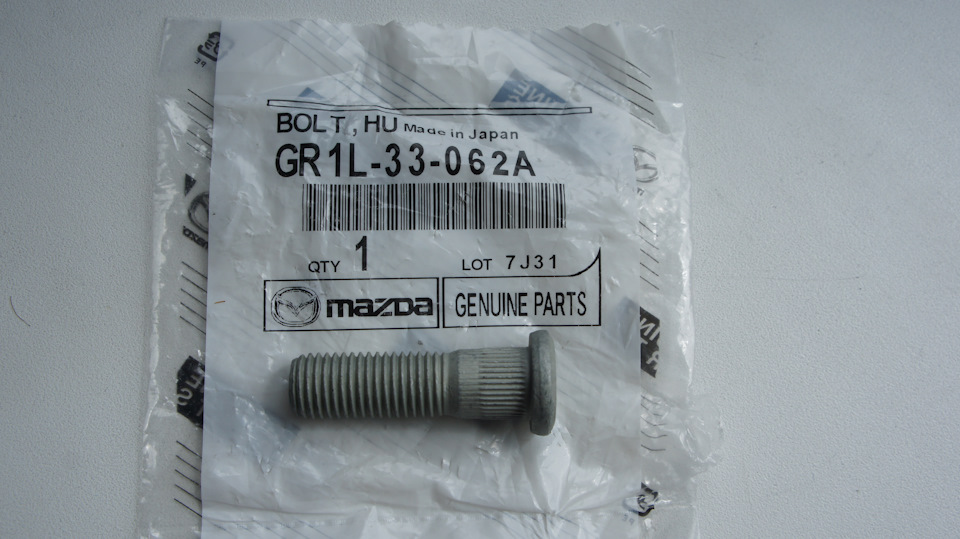 BOLT, HU Made in Japan
GR1L-33-062A
QTY 1 LOT 7J31
mazda GENUINE PARTS